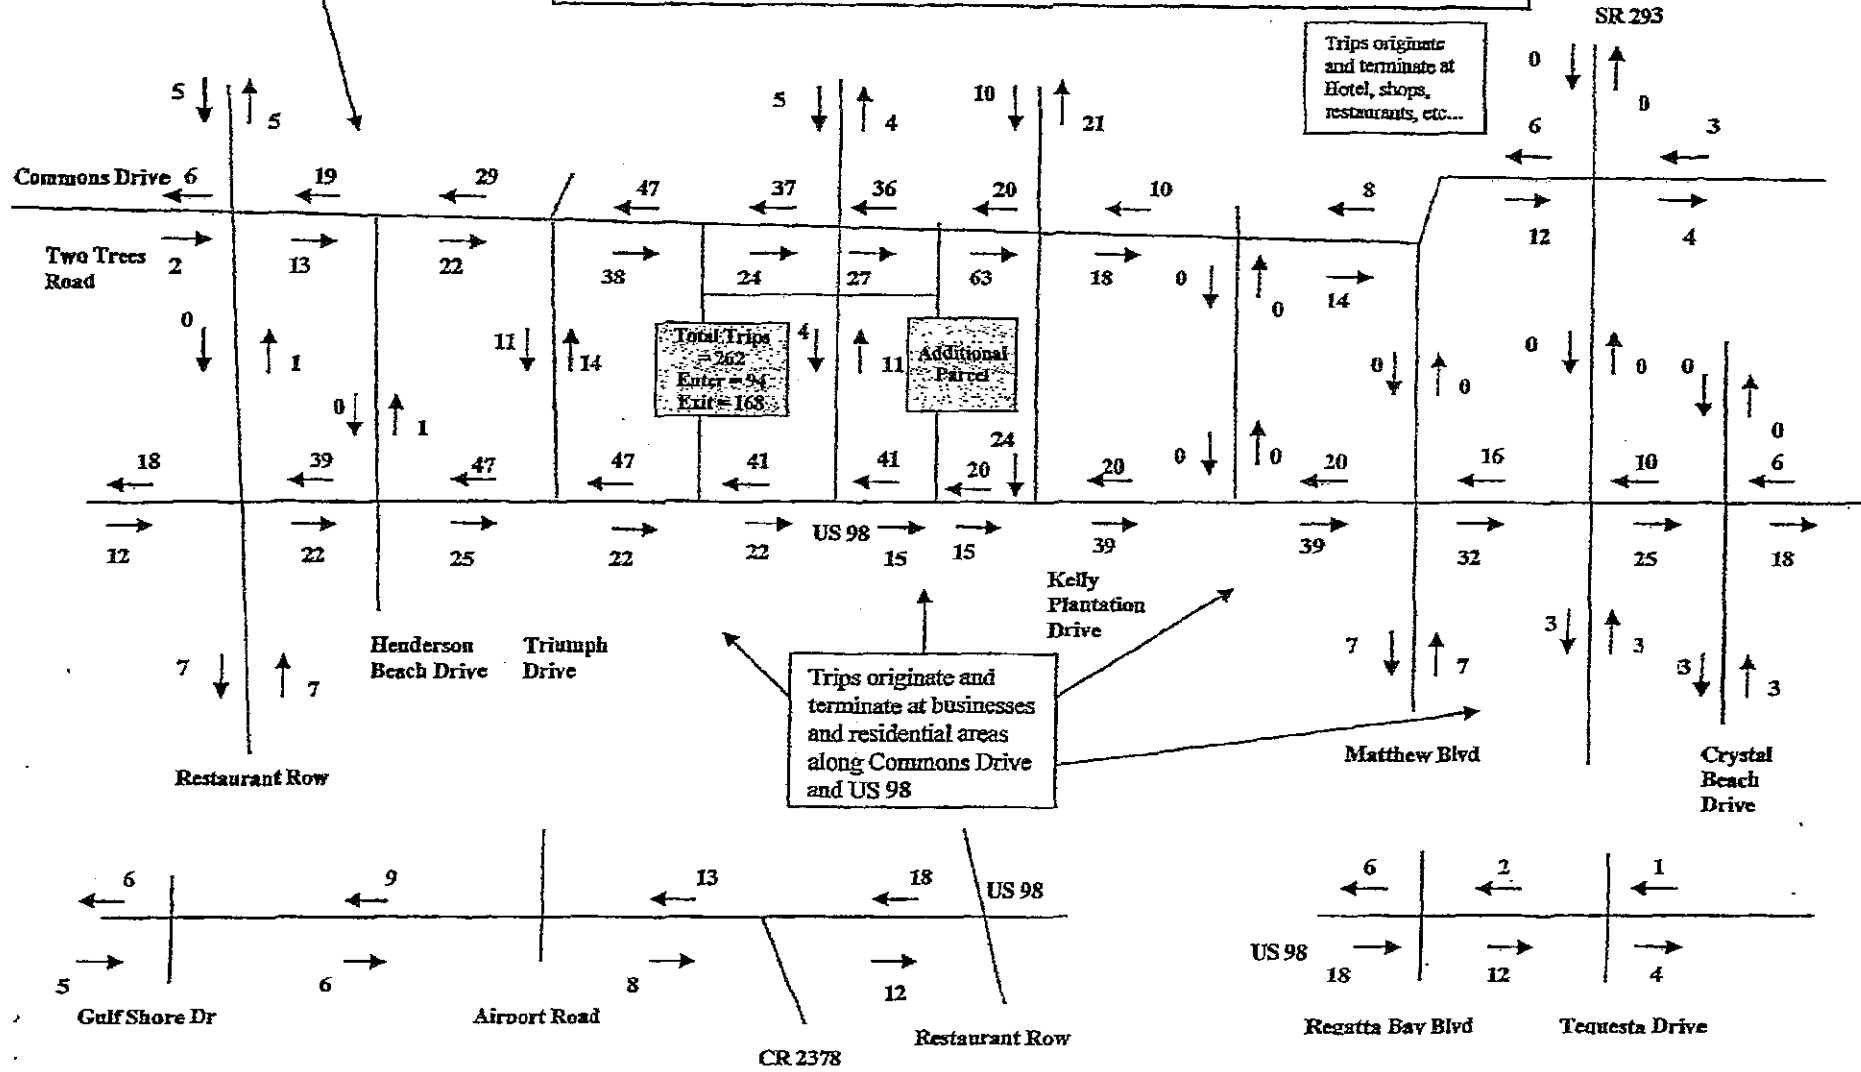 SR 293
Trips originate
and terminate at
Hotel, shops,
restaurants, etc...
0
0
5
5
5
4
10
21
6
3
Commons Drive
6
19
29
47
37
36
20
10
8
Two Trees
Road
2
13
22
38
24
27
63
18
14
12
4
0
0
0
1
11
14
Total Trips
=262
Enter = 94
Exit = 168
4
11
Additional
Parcel
0
0
0
0
0
0
0
1
24
0
0
18
39
47
47
41
41
20
20
20
16
10
6
12
22
25
22
22
US 98
15
15
39
39
32
25
18
Kelly
Plantation
Drive
Henderson
Beach Drive
Triumph
Drive
7
7
7
7
3
3
3
3
Trips originate and
terminate at businesses
and residential areas
along Commons Drive
and US 98
Restaurant Row
Matthew Blvd
Crystal
Beach
Drive
6
9
13
18
US 98
6
2
1
5
6
8
12
US 98
18
12
4
Gulf Shore Dr
Airport Road
CR 2378
Restaurant Row
Regatta Bay Blvd
Tequesta Drive